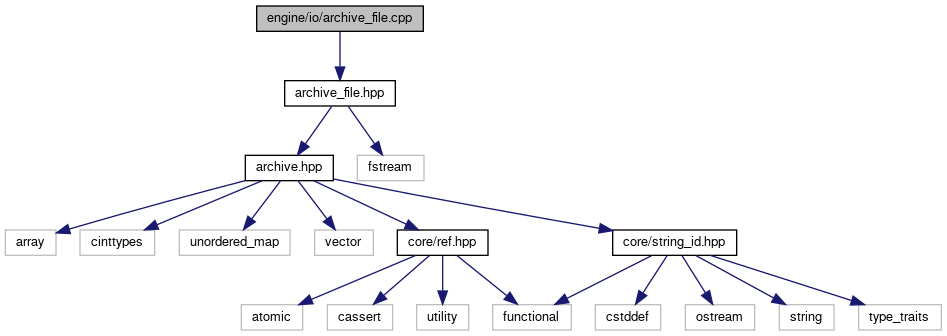 engine/io/archive_file.cpp
archive_file.hpp
archive.hpp
fstream
array
cinttypes
unordered_map
vector
core/ref.hpp
core/string_id.hpp
atomic
cassert
utility
functional
cstddef
ostream
string
type_traits